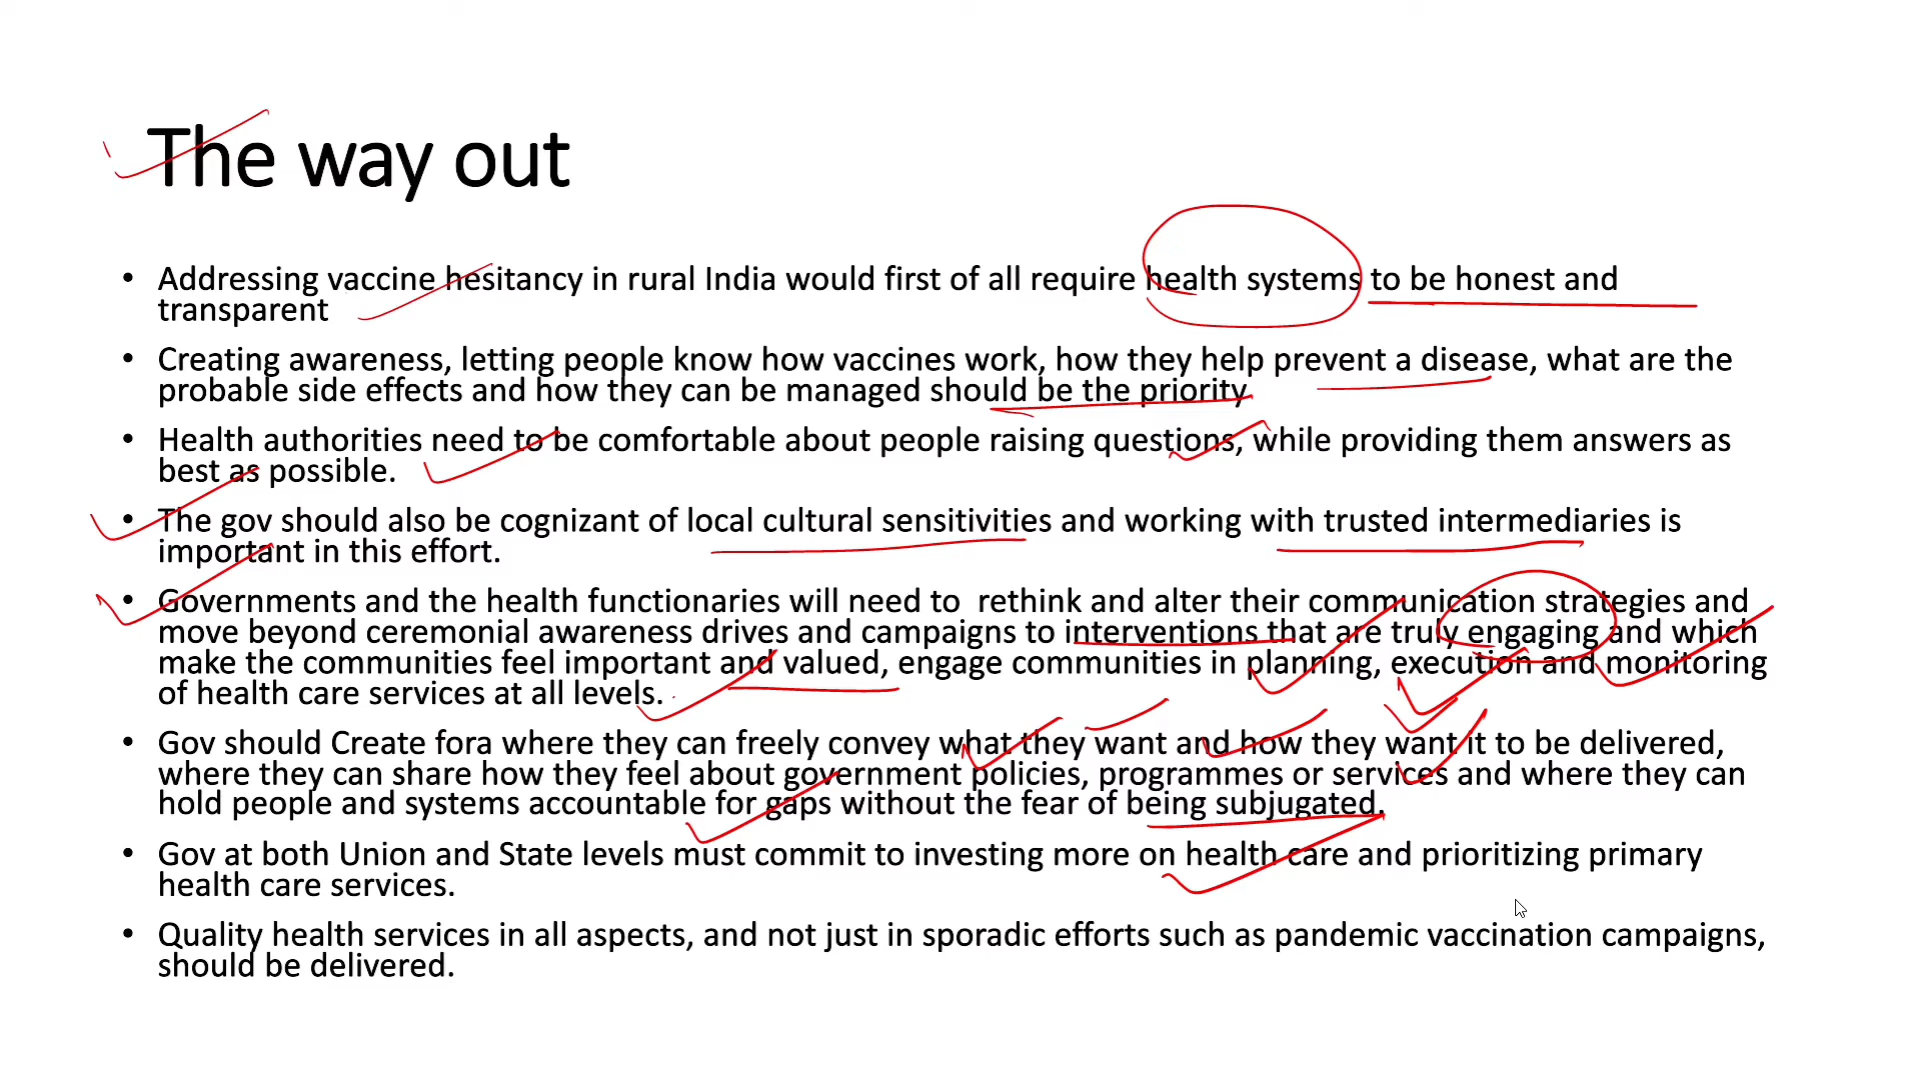 The way out
• Addressing vaccine hesitancy in rural India would first of all require health systems to be honest and
transparent
• Creating awareness, letting people know how vaccines work, how they help prevent a disease, what are the
probable side effects and how they can be managed should be the priority.
• Health authorities need to be comfortable about people raising questions, while providing them answers as
best as possible.
• The gov should also be cognizant of local cultural sensitivities and working with trusted intermediaries is
important in this effort.
• Governments and the health functionaries will need to  rethink and alter their communication strategies and
move beyond ceremonial awareness drives and campaigns to interventions that are truly engaging and which
make the communities feel important and valued, engage communities in planning, execution and monitoring
of health care services at all levels.
• Gov should Create fora where they can freely convey what they want and how they want it to be delivered,
where they can share how they feel about government policies, programmes or services and where they can
hold people and systems accountable for gaps without the fear of being subjugated.
• Gov at both Union and State levels must commit to investing more on health care and prioritizing primary
health care services.
• Quality health services in all aspects, and not just in sporadic efforts such as pandemic vaccination campaigns,
should be delivered.